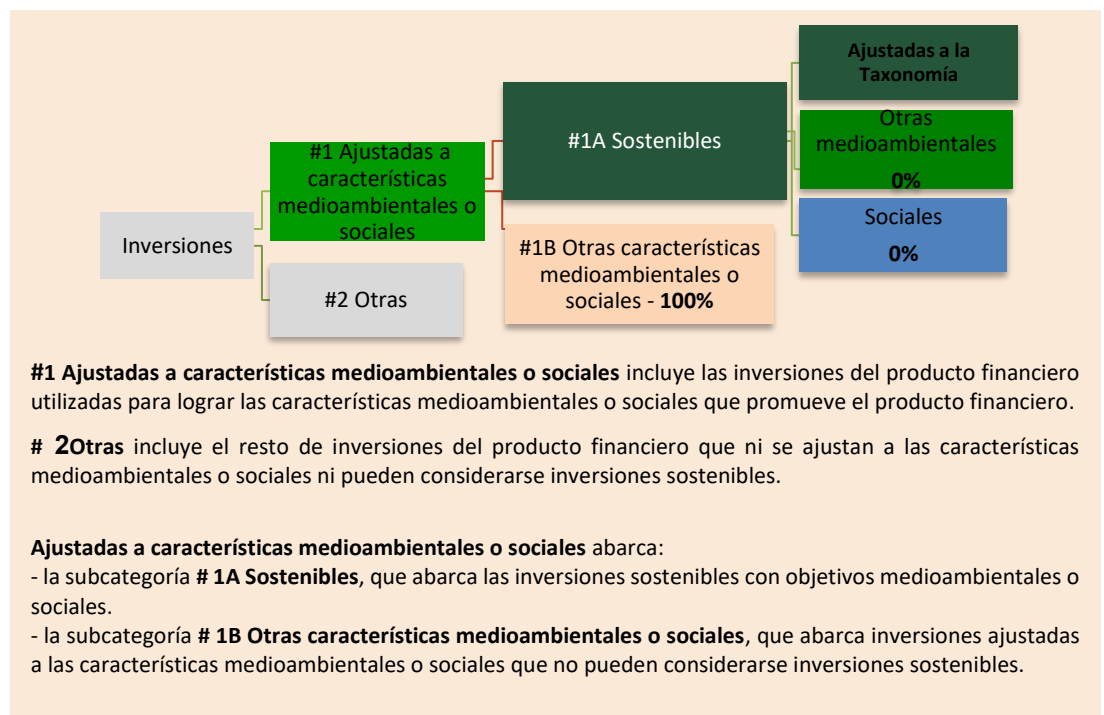 Ajustadas a la
Taxonomía
Otras
medioambientales
0%
#1A Sostenibles
#1 Ajustadas a
características
medioambientales o
sociales
Sociales
0%
Inversiones
#1B Otras características
medioambientales o
sociales - 100%
#2 Otras
#1 Ajustadas a características medioambientales o sociales incluye las inversiones del producto financiero
utilizadas para lograr las características medioambientales o sociales que promueve el producto financiero.
# 2Otras incluye el resto de inversiones del producto financiero que ni se ajustan a las características
medioambientales o sociales ni pueden considerarse inversiones sostenibles.
Ajustadas a características medioambientales o sociales abarca:
- la subcategoría # 1A Sostenibles, que abarca las inversiones sostenibles con objetivos medioambientales o
sociales.
- la subcategoría # 1B Otras características medioambientales o sociales, que abarca inversiones ajustadas
a las características medioambientales o sociales que no pueden considerarse inversiones sostenibles.